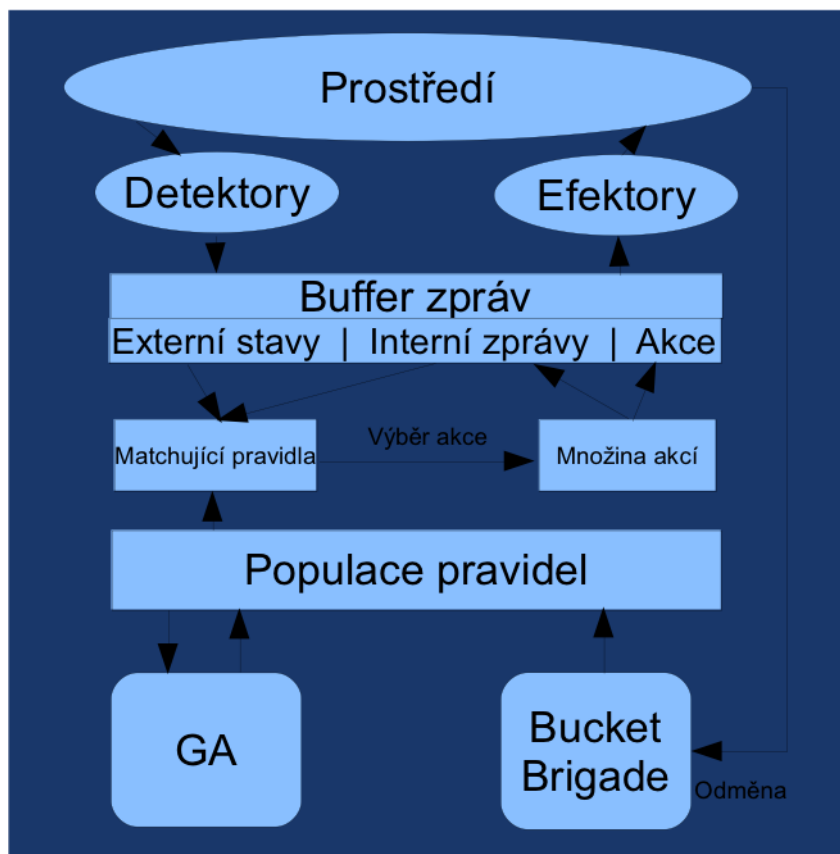 Prostředí
Detektory
Efektory
Buffer zpráv
Externí stavy | Interní zprávy | Akce
Matchující pravidla
Výběr akce
Množina akcí
Populace pravidel
GA
Bucket
Brigade
Odměna